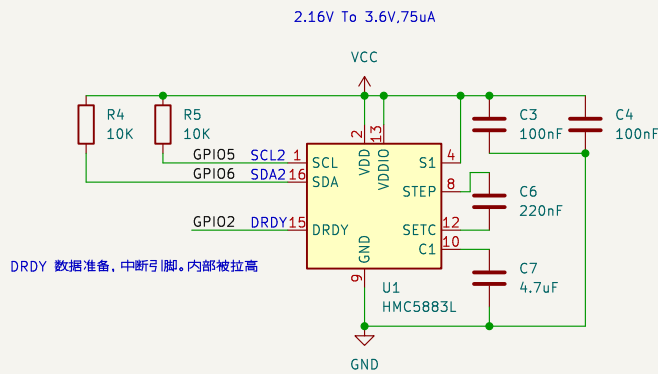 2.16V To 3.6V,75uA
VCC
R4
10K
R5
10K
C3
100nF
C4
100nF
2
13
VDD
VDDIO
GPIO5 SCL2 1 SCL
GPIO6 SDA2 16 SDA
S1 4
STEP 8
C6
220nF
GPIO2 DRDY 15 DRDY
SETC 12
C1 10
GND
9
DRDY 数据准备, 中断引脚。内部被拉高
C7
4.7uF
U1
HMC5883L
GND